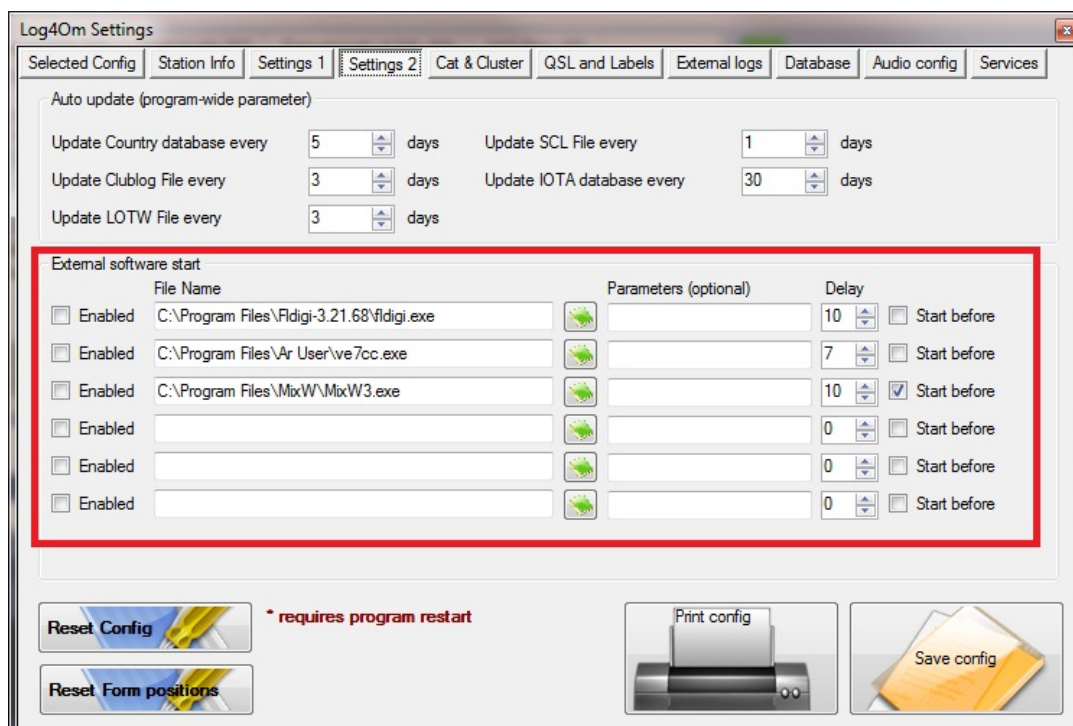 Log4Om Settings
Selected Config Station Info Settings 1 Settings 2 Cat & Cluster QSL and Labels External logs Database Audio config Services
Auto update (program-wide parameter)
Update Country database every 5 days Update SCL File every 1 days
Update Clublog File every 3 days Update IOTA database every 30 days
Update LOTW File every 3 days
External software start
File Name Parameters (optional) Delay
Enabled C:\Program Files\Fldigi-3.21.68\fldigi.exe 10 Start before
Enabled C:\Program Files\Ar User\ve7cc.exe 7 Start before
Enabled C:\Program Files\MixW\MixW3.exe 10 Start before
Enabled 0 Start before
Enabled 0 Start before
Enabled 0 Start before
Reset Config * requires program restart Print config
Save config
Reset Form positions